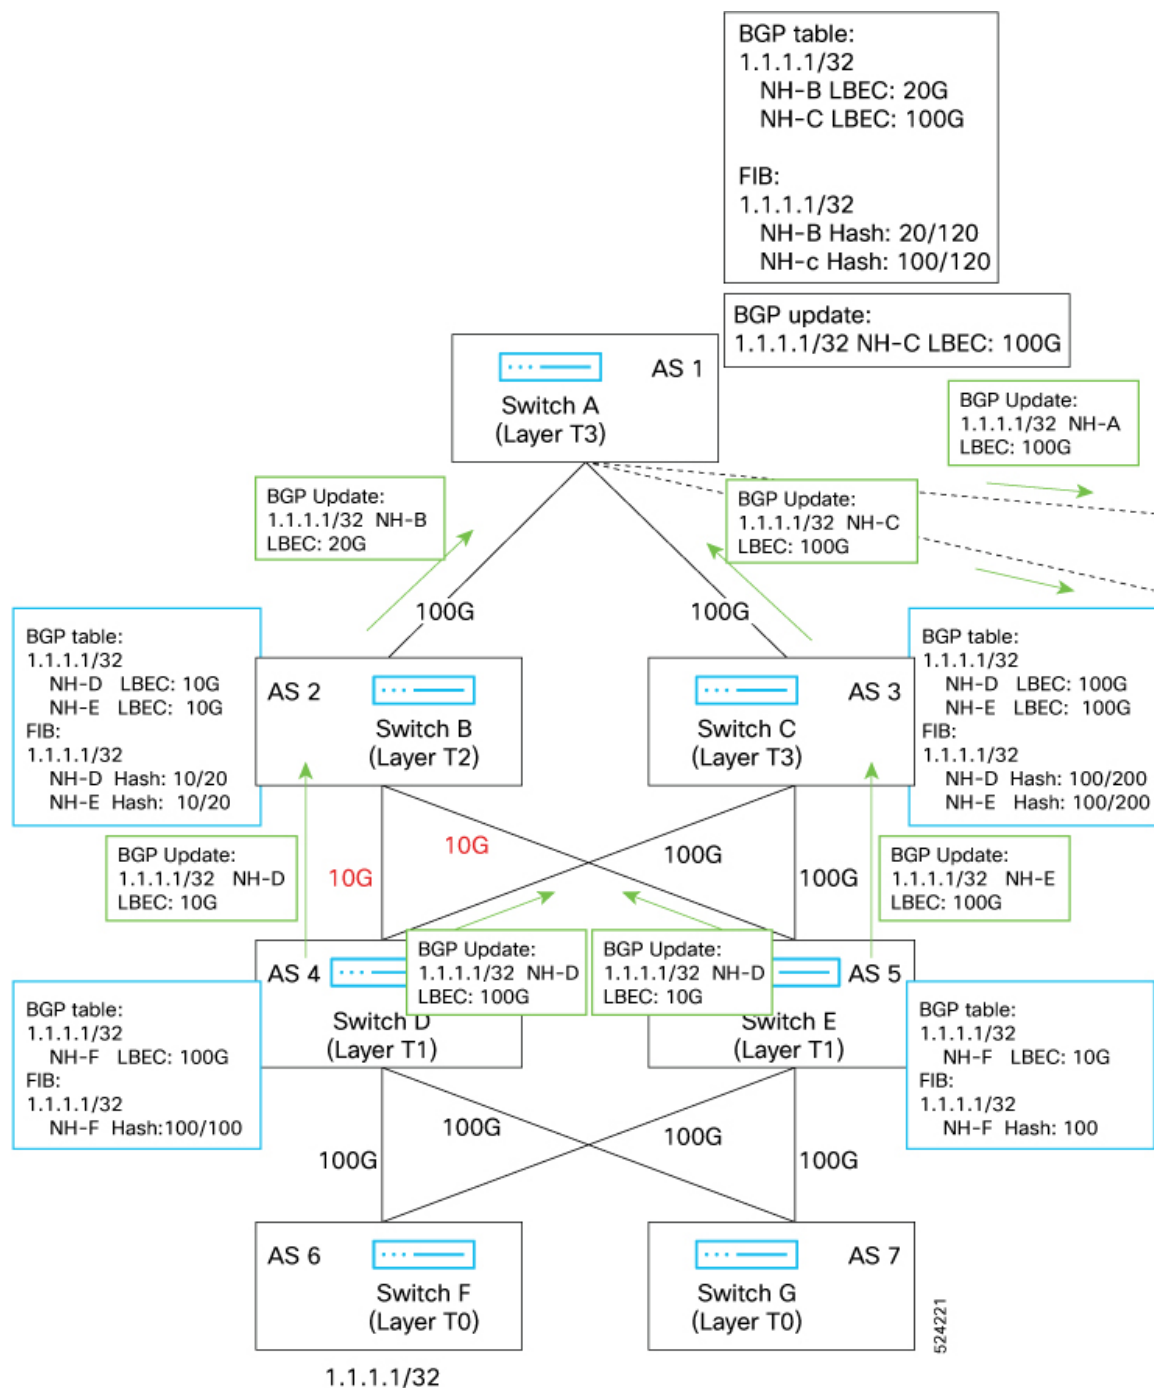 BGP table:
1.1.1.1/32
NH-B LBEC: 20G
NH-C LBEC: 100G
FIB:
1.1.1.1/32
NH-B Hash: 20/120
NH-c Hash: 100/120
BGP update:
1.1.1.1/32 NH-C LBEC: 100G
AS 1
Switch A
(Layer T3)
BGP Update:
1.1.1.1/32 NH-A
LBEC: 100G
BGP Update:
1.1.1.1/32 NH-B
LBEC: 20G
BGP Update:
1.1.1.1/32 NH-C
LBEC: 100G
100G
100G
BGP table:
1.1.1.1/32
NH-D LBEC: 10G
NH-E LBEC: 10G
FIB:
1.1.1.1/32
NH-D Hash: 10/20
NH-E Hash: 10/20
AS 2
Switch B
(Layer T2)
AS 3
Switch C
(Layer T3)
BGP table:
1.1.1.1/32
NH-D LBEC: 100G
NH-E LBEC: 100G
FIB:
1.1.1.1/32
NH-D Hash: 100/200
NH-E Hash: 100/200
BGP Update:
1.1.1.1/32 NH-D
LBEC: 10G
10G
10G
100G
100G
BGP Update:
1.1.1.1/32 NH-E
LBEC: 100G
AS 4
Switch D
(Layer T1)
BGP Update:
1.1.1.1/32 NH-D
LBEC: 100G
BGP Update:
1.1.1.1/32 NH-D
LBEC: 10G
AS 5
Switch E
(Layer T1)
BGP table:
1.1.1.1/32
NH-F LBEC: 100G
FIB:
1.1.1.1/32
NH-F Hash:100/100
BGP table:
1.1.1.1/32
NH-F LBEC: 10G
FIB:
1.1.1.1/32
NH-F Hash: 100
100G
100G
100G
100G
AS 6
Switch F
(Layer T0)
AS 7
Switch G
(Layer T0)
524221
1.1.1.1/32